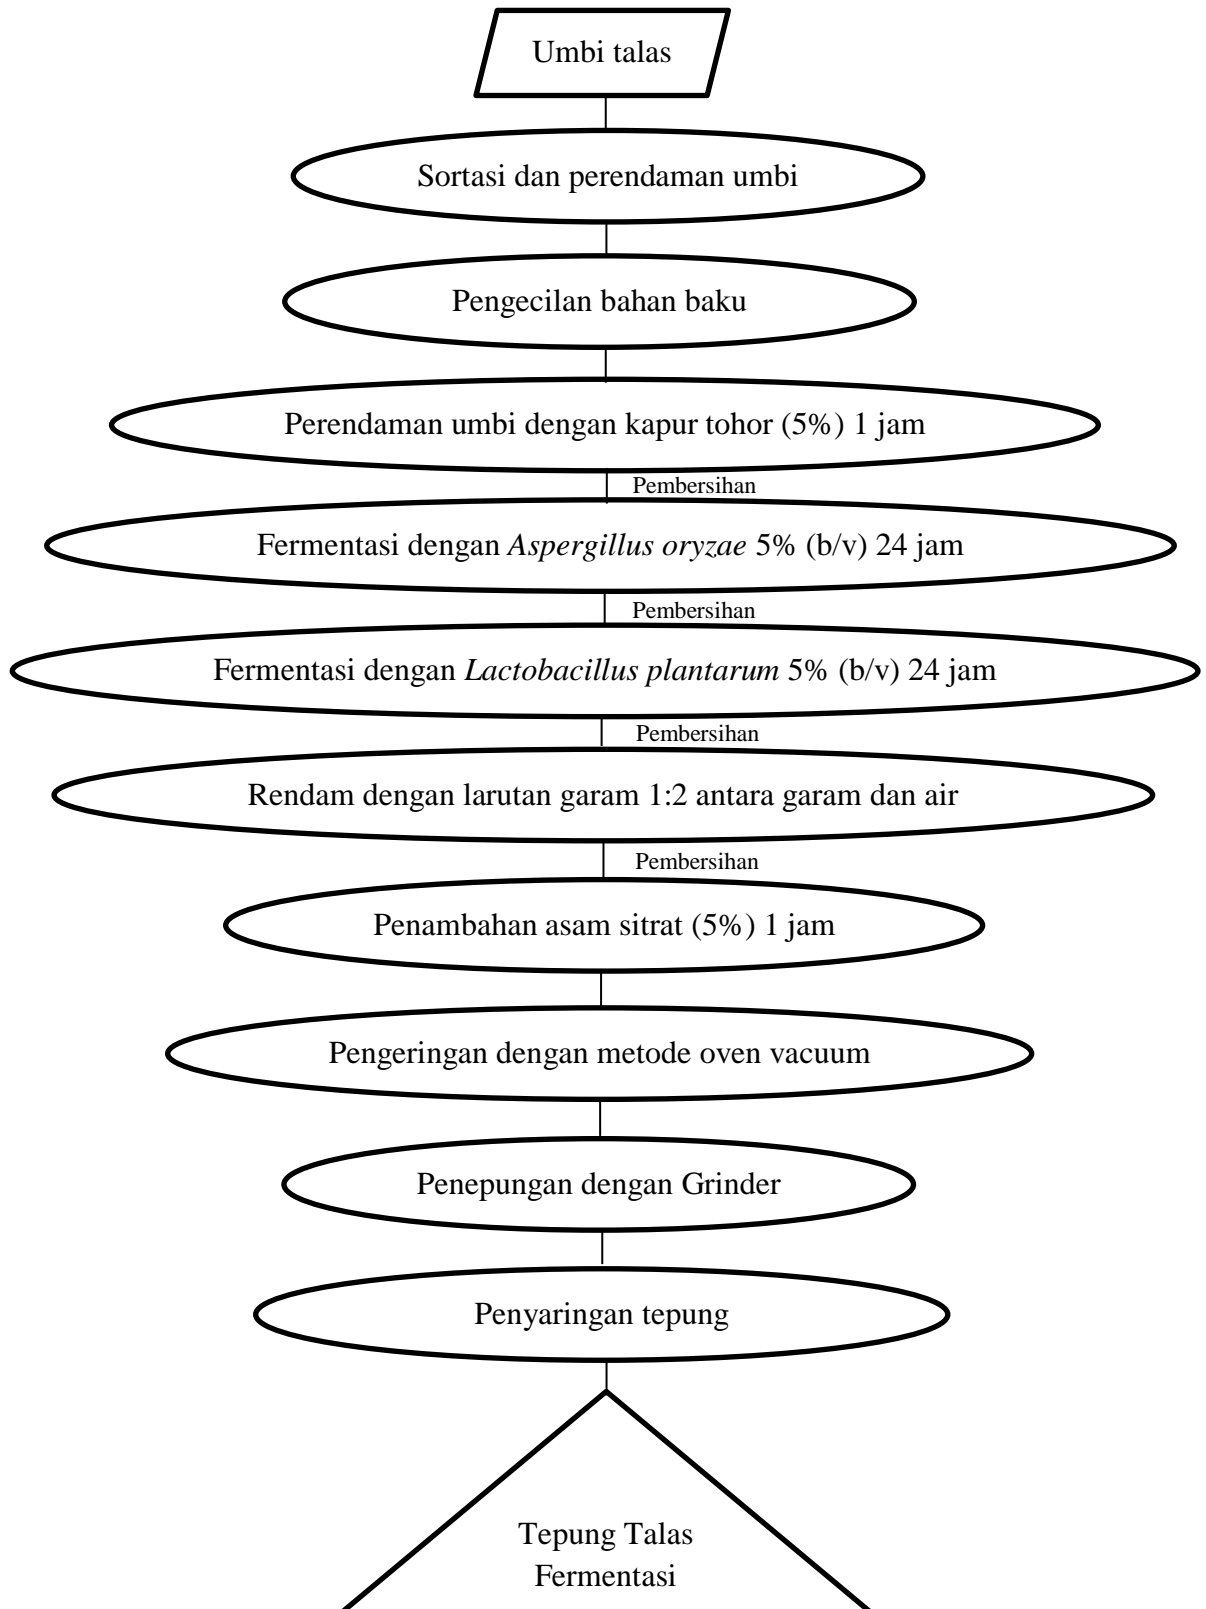 Umbi talas
Sortasi dan perendaman umbi
Pengecilan bahan baku
Perendaman umbi dengan kapur tohor (5%) 1 jam
Pembersihan
Fermentasi dengan Aspergillus oryzae 5% (b/v) 24 jam
Pembersihan
Fermentasi dengan Lactobacillus plantarum 5% (b/v) 24 jam
Pembersihan
Rendam dengan larutan garam 1:2 antara garam dan air
Pembersihan
Penambahan asam sitrat (5%) 1 jam
Pengeringan dengan metode oven vacuum
Penepungan dengan Grinder
Penyaringan tepung
Tepung Talas
Fermentasi